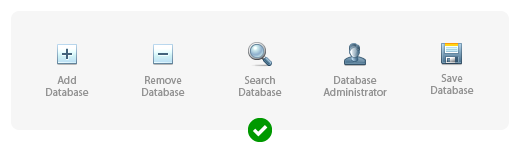 Add
Database
Remove
Database
Search
Database
Database
Administrator
Save
Database